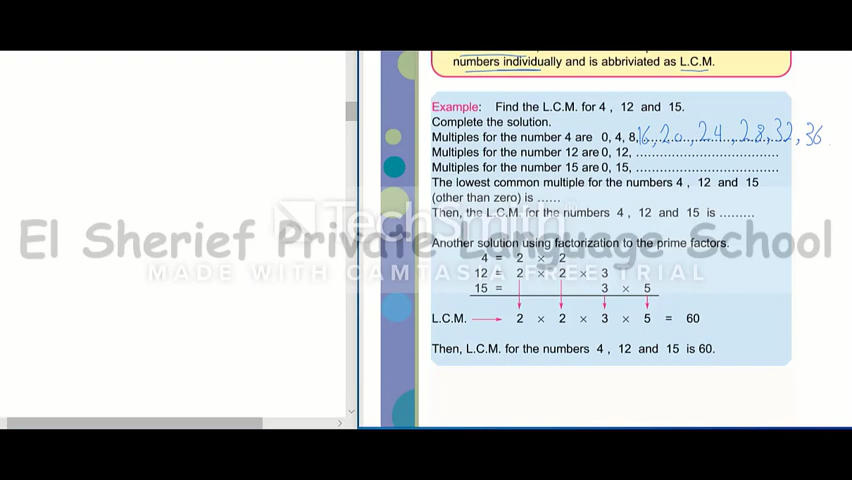 numbers individually and is abbriviated as L.C.M.
Example: Find the L.C.M. for 4 , 12 and 15.
Complete the solution.
Multiples for the number 4 are 0, 4, 8, 16, 20, 24, 28, 32, 36
Multiples for the number 12 are 0, 12, ........................................
Multiples for the number 15 are 0, 15, ........................................
The lowest common multiple for the numbers 4 , 12 and 15
(other than zero) is ......
Then, the L.C.M. for the numbers 4 , 12 and 15 is .........
TechSmith
El Sherief Private Language School
Another solution using factorization to the prime factors.
4 = 2 × 2
MADE WITH CAMTASIA FREE TRIAL
12 = 2 × 2 × 3
15 = 3 × 5
L.C.M. → 2 × 2 × 3 × 5 = 60
Then, L.C.M. for the numbers 4 , 12 and 15 is 60.